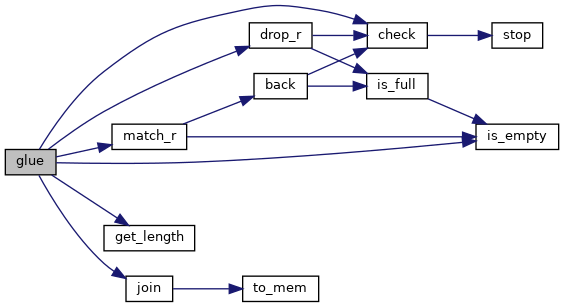 drop_r
check
stop
back
is_full
match_r
is_empty
glue
get_length
join
to_mem